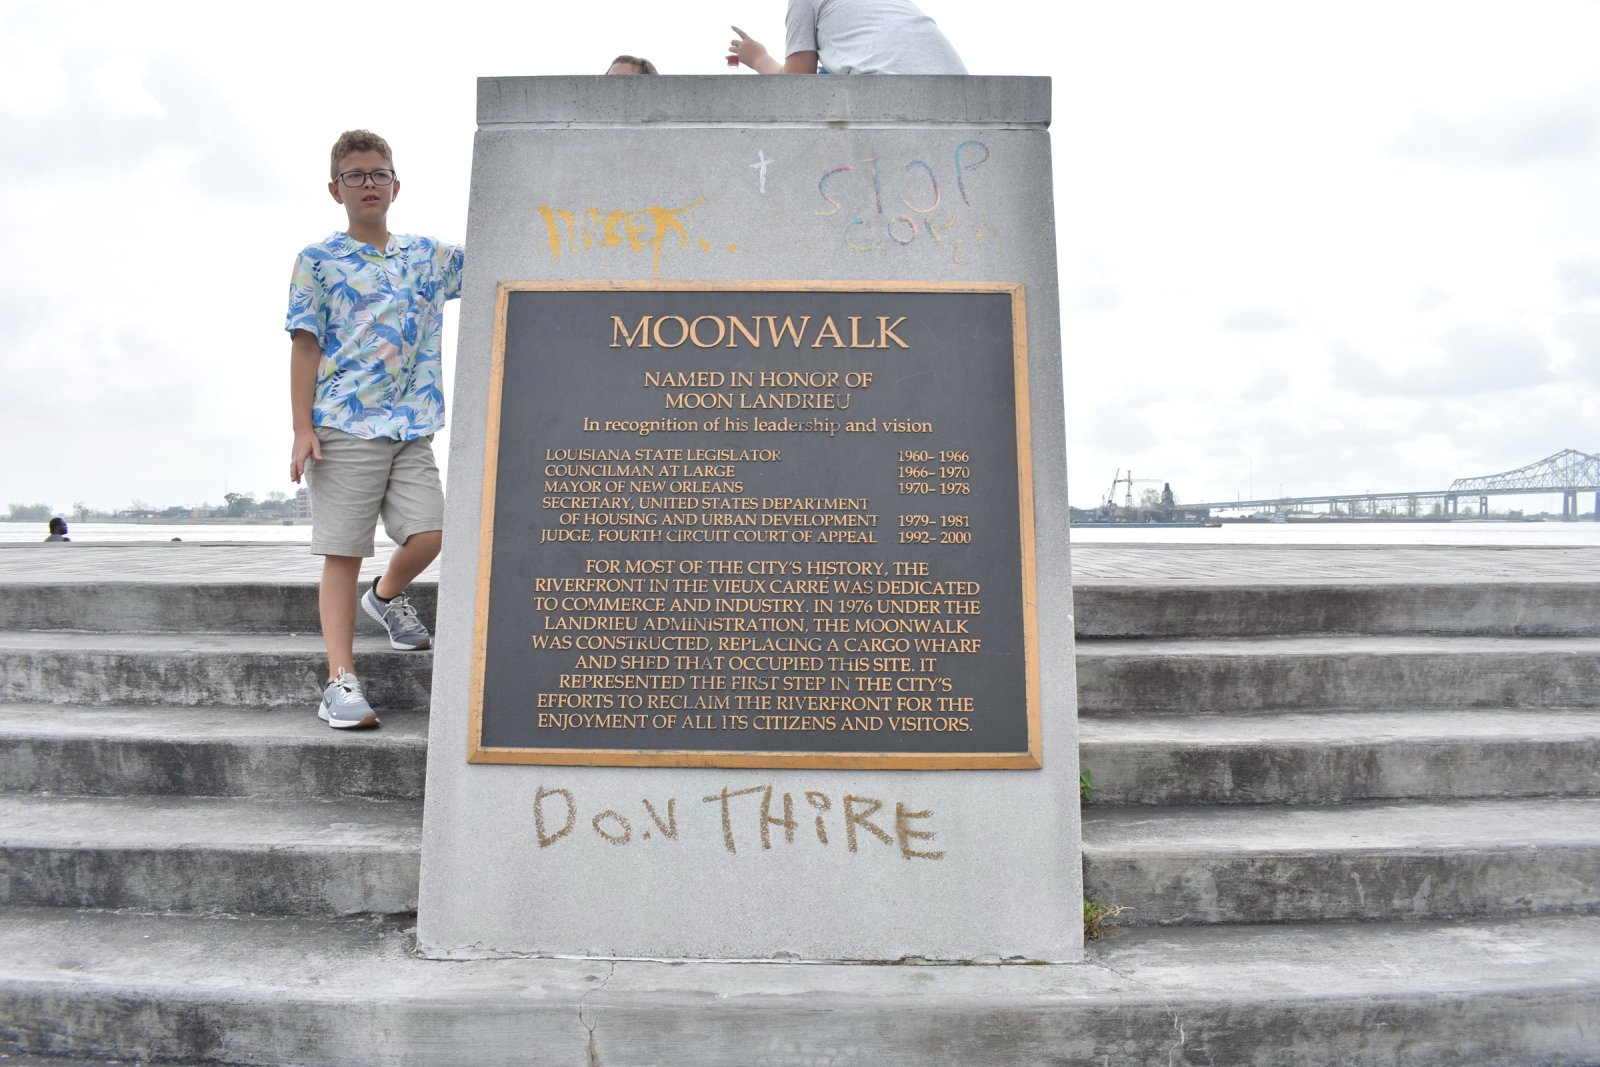 STOP
MOONWALK
NAMED IN HONOR OF
MOON LANDRIEU
In recognition of his leadership and vision
LOUISIANA STATE LEGISLATOR 1960-1966
COUNCILMAN AT LARGE 1966-1970
MAYOR OF NEW ORLEANS 1970-1978
SECRETARY, UNITED STATES DEPARTMENT
OF HOUSING AND URBAN DEVELOPMENT 1979-1981
JUDGE, FOURTH CIRCUIT COURT OF APPEAL 1992-2000
FOR MOST OF THE CITY'S HISTORY, THE
RIVERFRONT IN THE VIEUX CARRÉ WAS DEDICATED
TO COMMERCE AND INDUSTRY. IN 1976 UNDER THE
LANDRIEU ADMINISTRATION, THE MOONWALK
WAS CONSTRUCTED, REPLACING A CARGO WHARF
AND SHED THAT OCCUPIED THIS SITE. IT
REPRESENTED THE FIRST STEP IN THE CITY'S
EFFORTS TO RECLAIM THE RIVERFRONT FOR THE
ENJOYMENT OF ALL ITS CITIZENS AND VISITORS.
DO.V THIRE